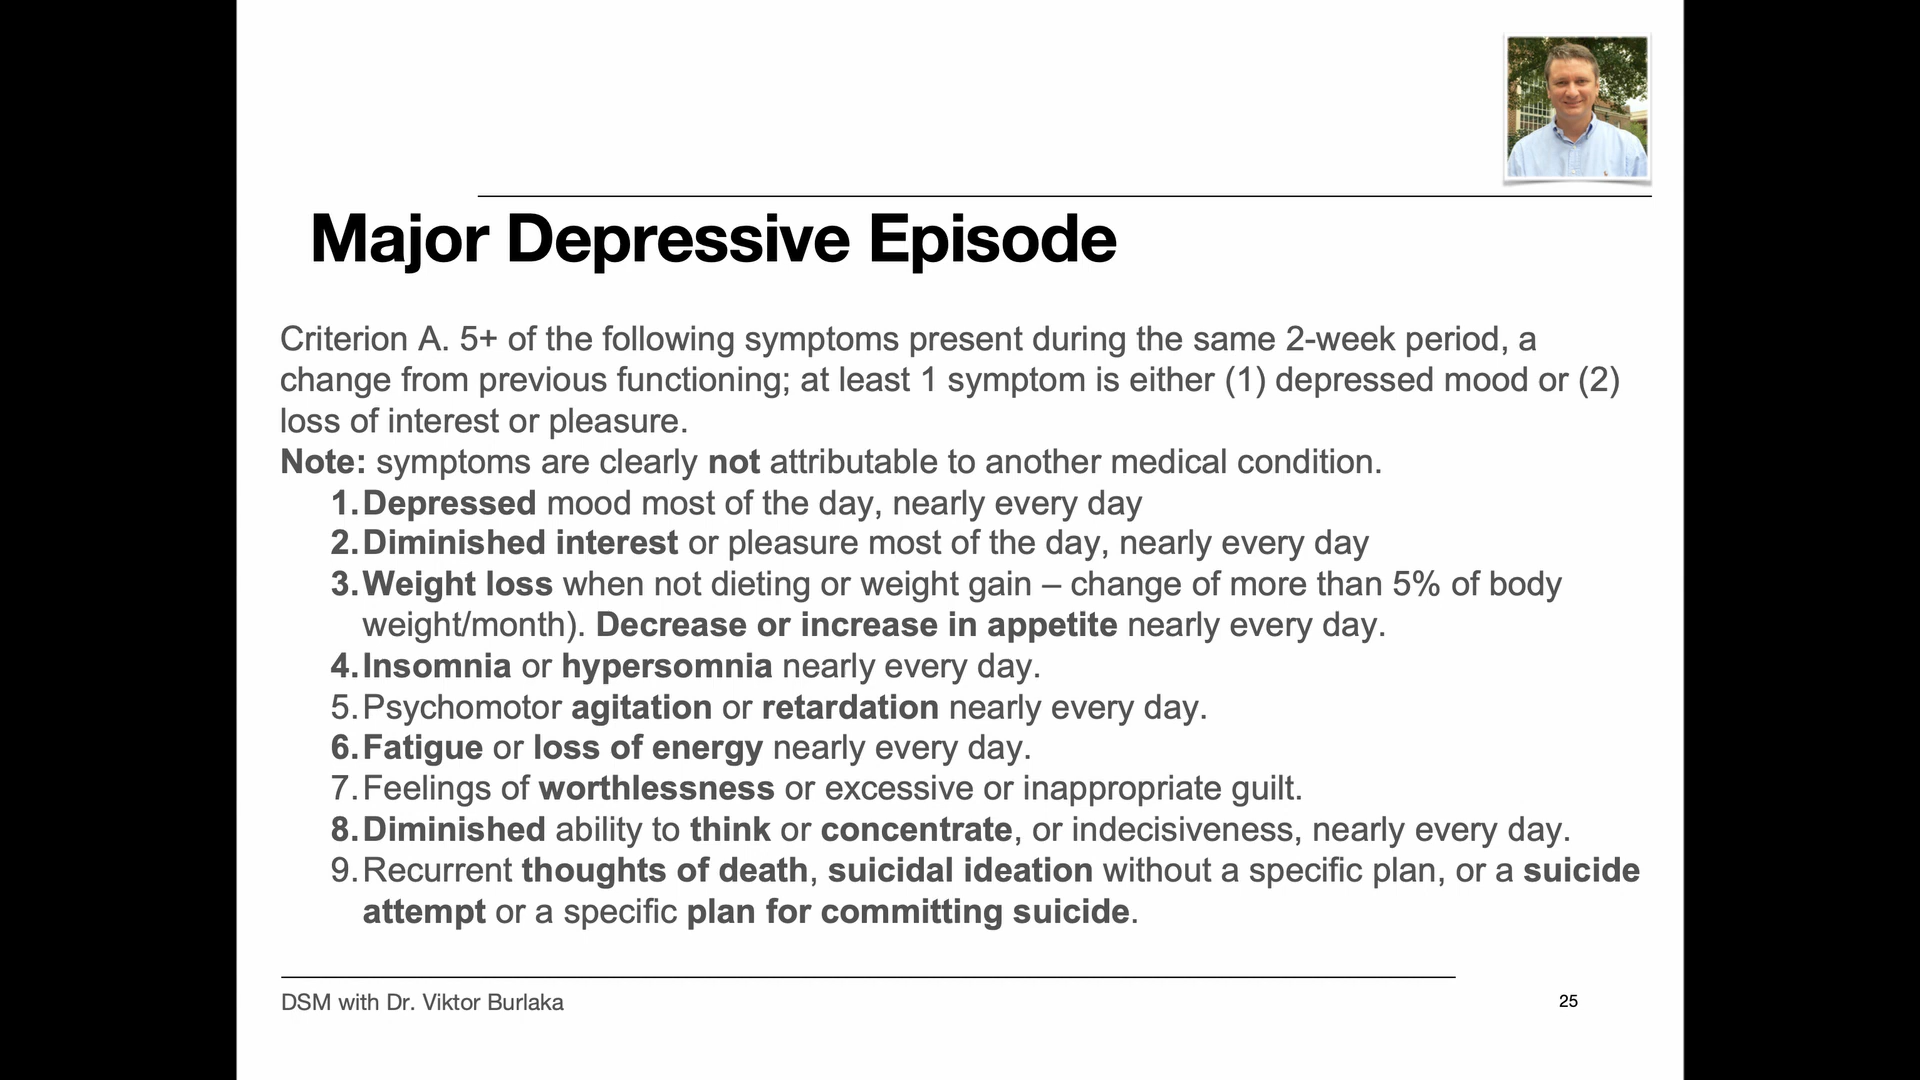 Major Depressive Episode
Criterion A. 5+ of the following symptoms present during the same 2-week period, a
change from previous functioning; at least 1 symptom is either (1) depressed mood or (2)
loss of interest or pleasure.
Note: symptoms are clearly not attributable to another medical condition.
1. Depressed mood most of the day, nearly every day
2. Diminished interest or pleasure most of the day, nearly every day
3. Weight loss when not dieting or weight gain – change of more than 5% of body
weight/month). Decrease or increase in appetite nearly every day.
4. Insomnia or hypersomnia nearly every day.
5. Psychomotor agitation or retardation nearly every day.
6. Fatigue or loss of energy nearly every day.
7. Feelings of worthlessness or excessive or inappropriate guilt.
8. Diminished ability to think or concentrate, or indecisiveness, nearly every day.
9. Recurrent thoughts of death, suicidal ideation without a specific plan, or a suicide
attempt or a specific plan for committing suicide.
DSM with Dr. Viktor Burlaka
25